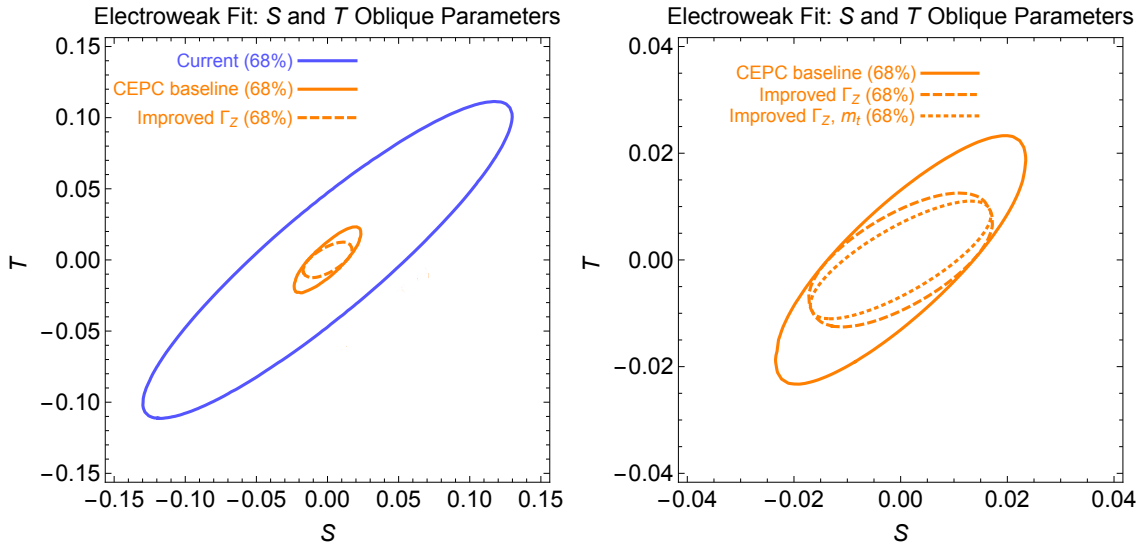 Electroweak Fit: S and T Oblique Parameters
Current (68%)
CEPC baseline (68%)
Improved Γ_Z (68%)
0.15
0.10
0.05
0.00
−0.05
−0.10
−0.15
T
−0.15 −0.10 −0.05 0.00 0.05 0.10 0.15
S
Electroweak Fit: S and T Oblique Parameters
CEPC baseline (68%)
Improved Γ_Z (68%)
Improved Γ_Z, m_t (68%)
0.04
0.02
0.00
−0.02
−0.04
T
−0.04 −0.02 0.00 0.02 0.04
S